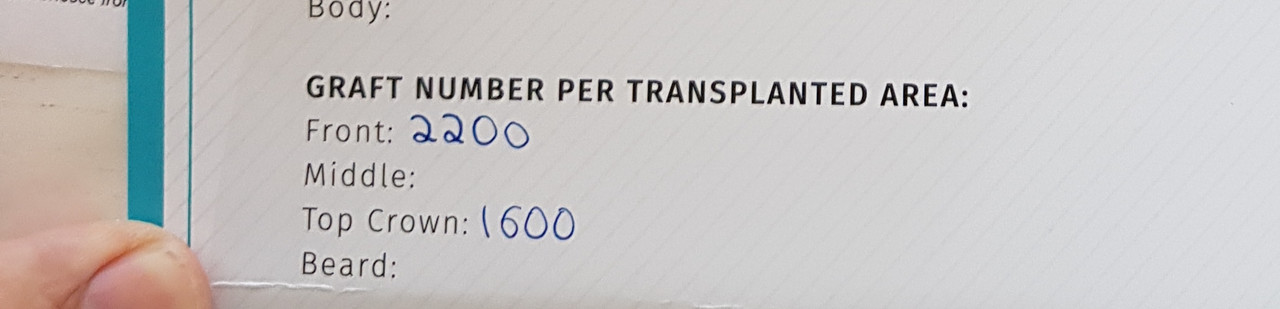 Body:
GRAFT NUMBER PER TRANSPLANTED AREA:
Front: 2200
Middle:
Top Crown: 1600
Beard: